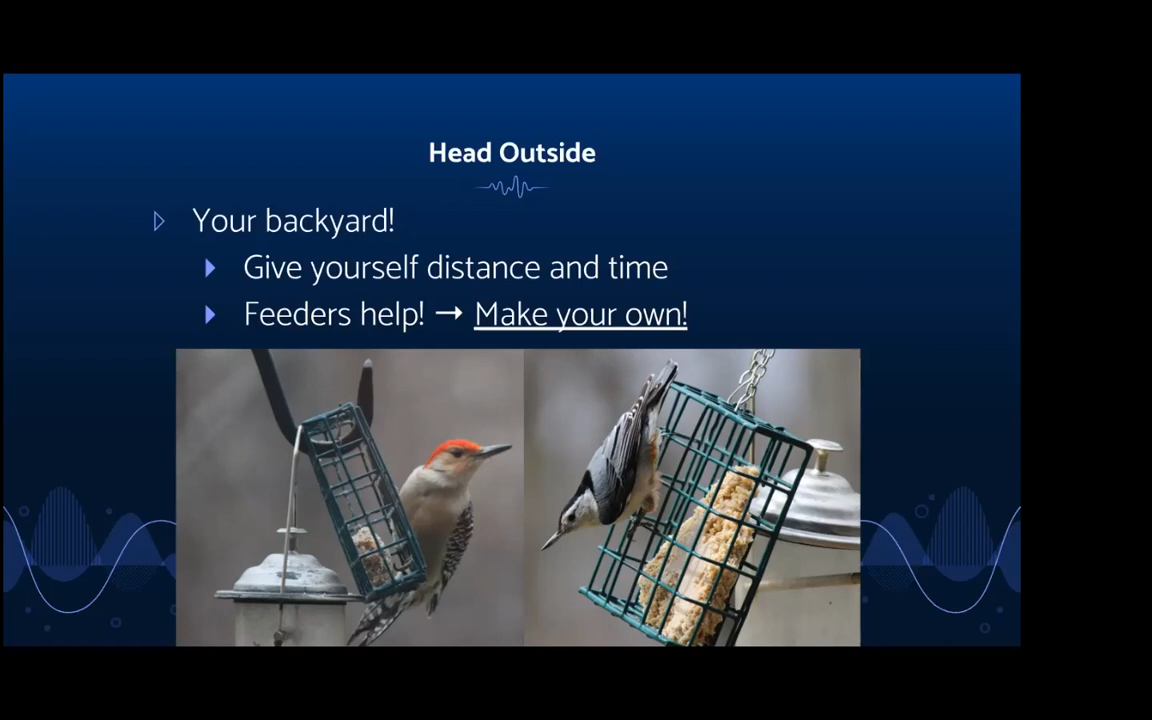 Head Outside
Your backyard!
Give yourself distance and time
Feeders help! → Make your own!